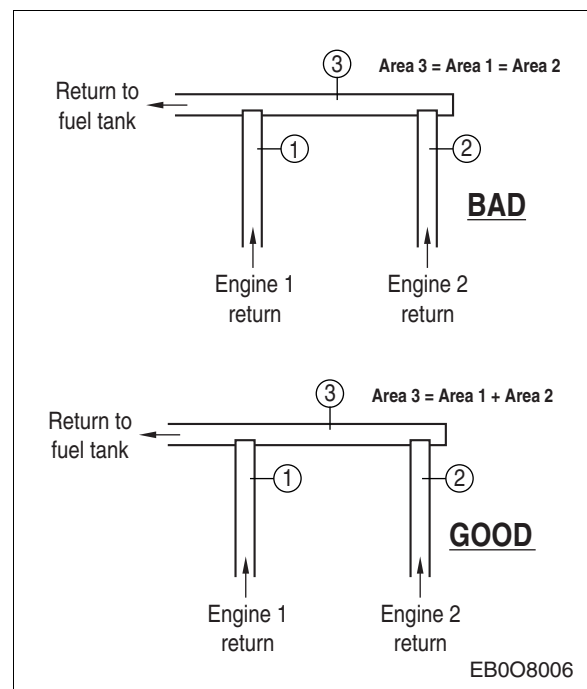 3
Area 3 = Area 1 = Area 2
Return to
fuel tank
1
2
BAD
Engine 1
return
Engine 2
return
3
Area 3 = Area 1 + Area 2
Return to
fuel tank
1
2
GOOD
Engine 1
return
Engine 2
return
EB0O8006